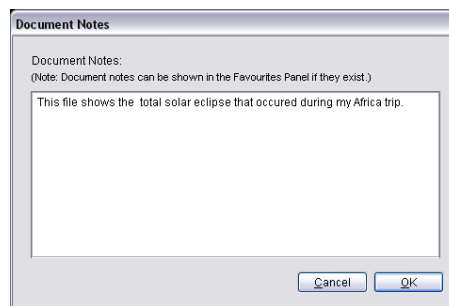 Document Notes
Document Notes:
(Note: Document notes can be shown in the Favourites Panel if they exist.)
This file shows the  total solar eclipse that occured during my Africa trip.
Cancel OK